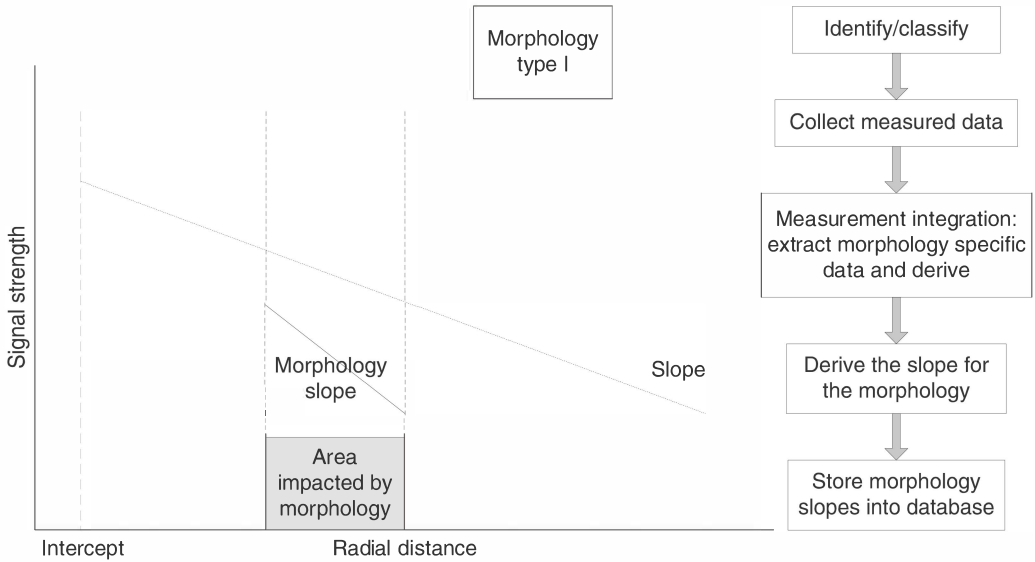 Morphology
type I
Signal strength
Morphology
slope
Slope
Area
impacted by
morphology
Intercept
Radial distance
Identify/classify
Collect measured data
Measurement integration:
extract morphology specific
data and derive
Derive the slope for
the morphology
Store morphology
slopes into database